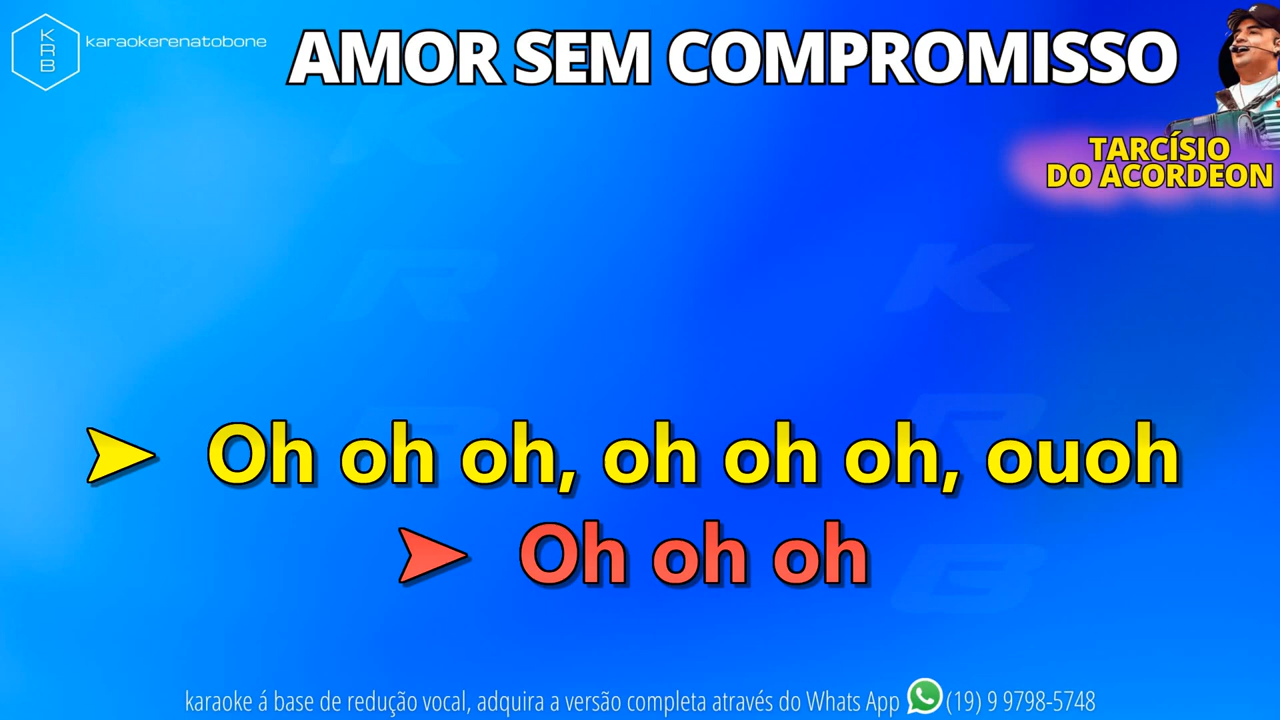 KRB
karaokerenatobone
AMOR SEM COMPROMISSO
TARCÍSIO
DO ACORDEON
K
R
K
R
B
➤ Oh oh oh, oh oh oh, ouoh
➤ Oh oh oh
karaoke á base de redução vocal, adquira a versão completa através do Whats App (19) 9 9798-5748